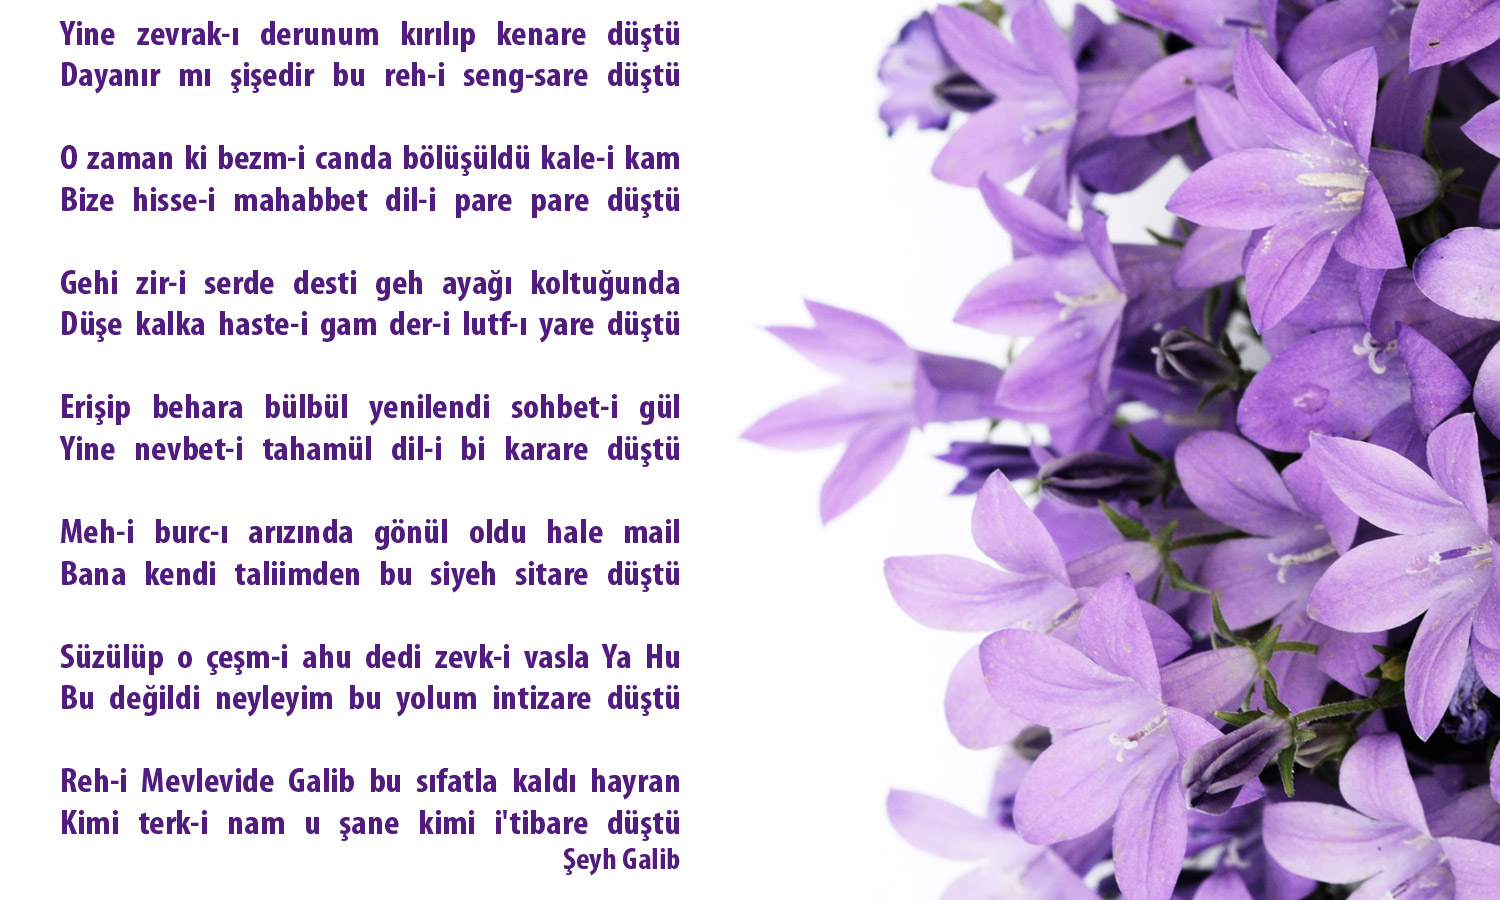 Yine zevrak-ı derunum kırılıp kenare düştü
Dayanır mı şişedir bu reh-i seng-sare düştü
O zaman ki bezm-i canda bölüşüldü kale-i kam
Bize hisse-i mahabbet dil-i pare pare düştü
Gehi zir-i serde desti geh ayağı koltuğunda
Düşe kalka haste-i gam der-i lutf-ı yare düştü
Erişip behara bülbül yenilendi sohbet-i gül
Yine nevbet-i tahamül dil-i bi karare düştü
Meh-i burc-ı arızında gönül oldu hale mail
Bana kendi taliimden bu siyeh sitare düştü
Süzülüp o çeşm-i ahu dedi zevk-i vasla Ya Hu
Bu değildi neyleyim bu yolum intizare düştü
Reh-i Mevlevide Galib bu sıfatla kaldı hayran
Kimi terk-i nam u şane kimi i'tibare düştü
Şeyh Galib